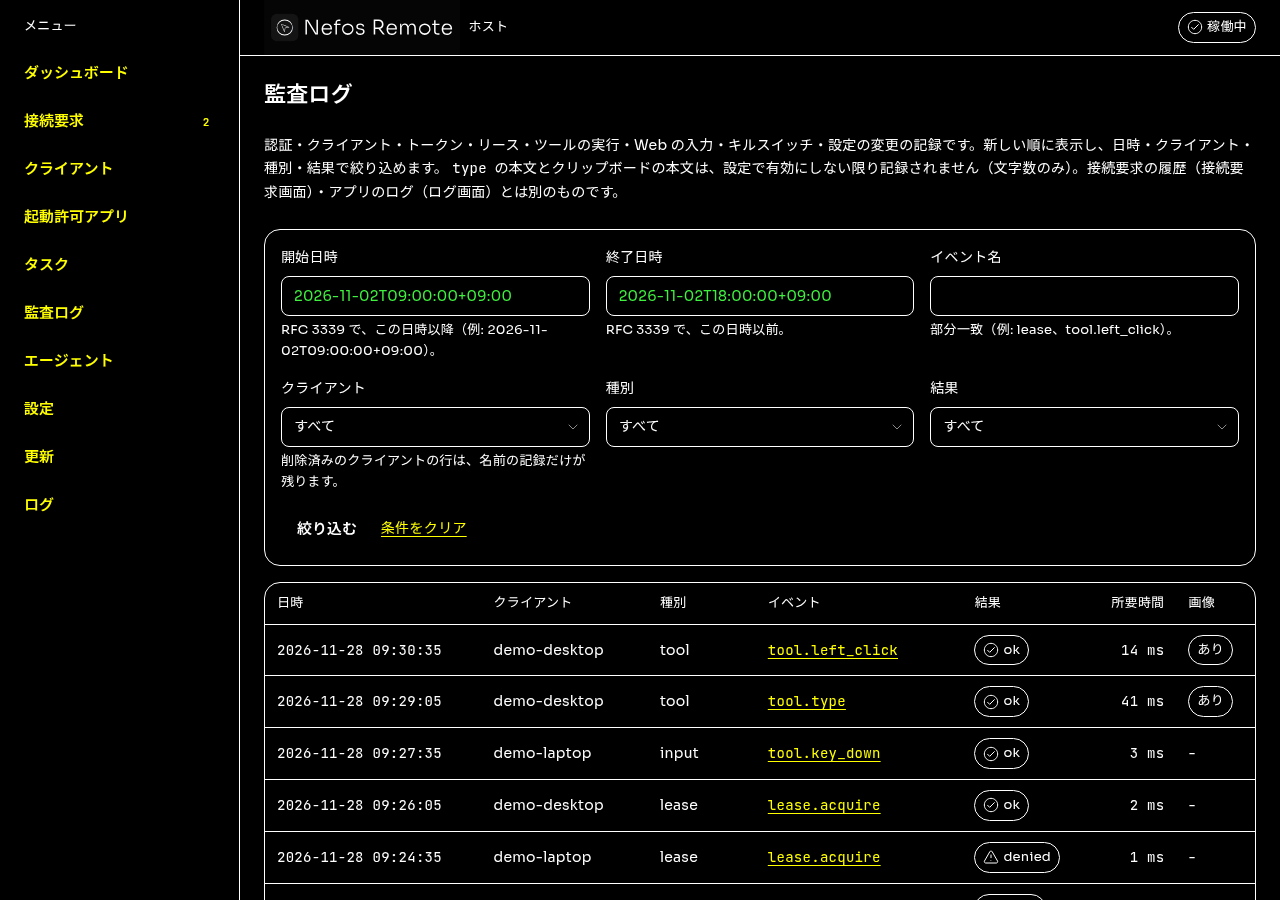 メニュー
ダッシュボード
接続要求 2
クライアント
起動許可アプリ
タスク
監査ログ
エージェント
設定
更新
ログ
Nefos Remote ホスト 稼働中
監査ログ
認証・クライアント・トークン・リース・ツールの実行・Web の入力・キルスイッチ・設定の変更の記録です。新しい順に表示し、日時・クライアント・
種別・結果で絞り込めます。 type の本文とクリップボードの本文は、設定で有効にしない限り記録されません（文字数のみ）。接続要求の履歴（接続要
求画面）・アプリのログ（ログ画面）とは別のものです。
開始日時 終了日時 イベント名
2026-11-02T09:00:00+09:00 2026-11-02T18:00:00+09:00
RFC 3339 で、この日時以降（例: 2026-11- RFC 3339 で、この日時以前。 部分一致（例: lease、tool.left_click）。
02T09:00:00+09:00）。
クライアント 種別 結果
すべて すべて すべて
削除済みのクライアントの行は、名前の記録だけが
残ります。
絞り込む 条件をクリア
日時 クライアント 種別 イベント 結果 所要時間 画像
2026-11-28 09:30:35 demo-desktop tool tool.left_click ok 14 ms あり
2026-11-28 09:29:05 demo-desktop tool tool.type ok 41 ms あり
2026-11-28 09:27:35 demo-laptop input tool.key_down ok 3 ms -
2026-11-28 09:26:05 demo-desktop lease lease.acquire ok 2 ms -
2026-11-28 09:24:35 demo-laptop lease lease.acquire denied 1 ms -